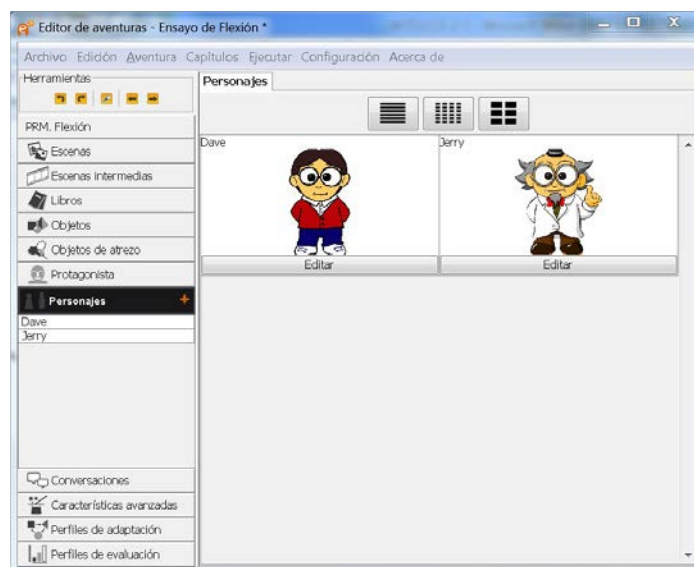 Editor de aventuras - Ensayo de Flexión *
Archivo Edición Aventura Capítulos Ejecutar Configuración Acerca de
Herramientas
PRM. Flexión
Escenas
Escenas intermedias
Libros
Objetos
Objetos de atrezo
Protagonista
Personajes +
Dave
Jerry
Conversaciones
Características avanzadas
Perfiles de adaptación
Perfiles de evaluación
Personajes
Dave Jerry
Editar Editar